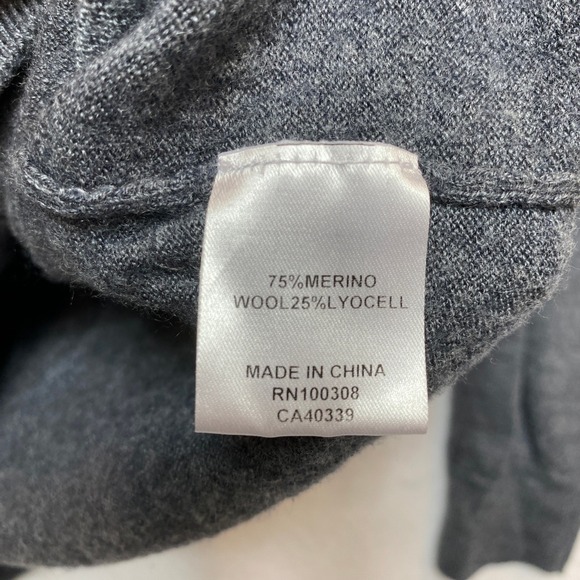 75%MERINO
WOOL25%LYOCELL
MADE IN CHINA
RN100308
CA40339